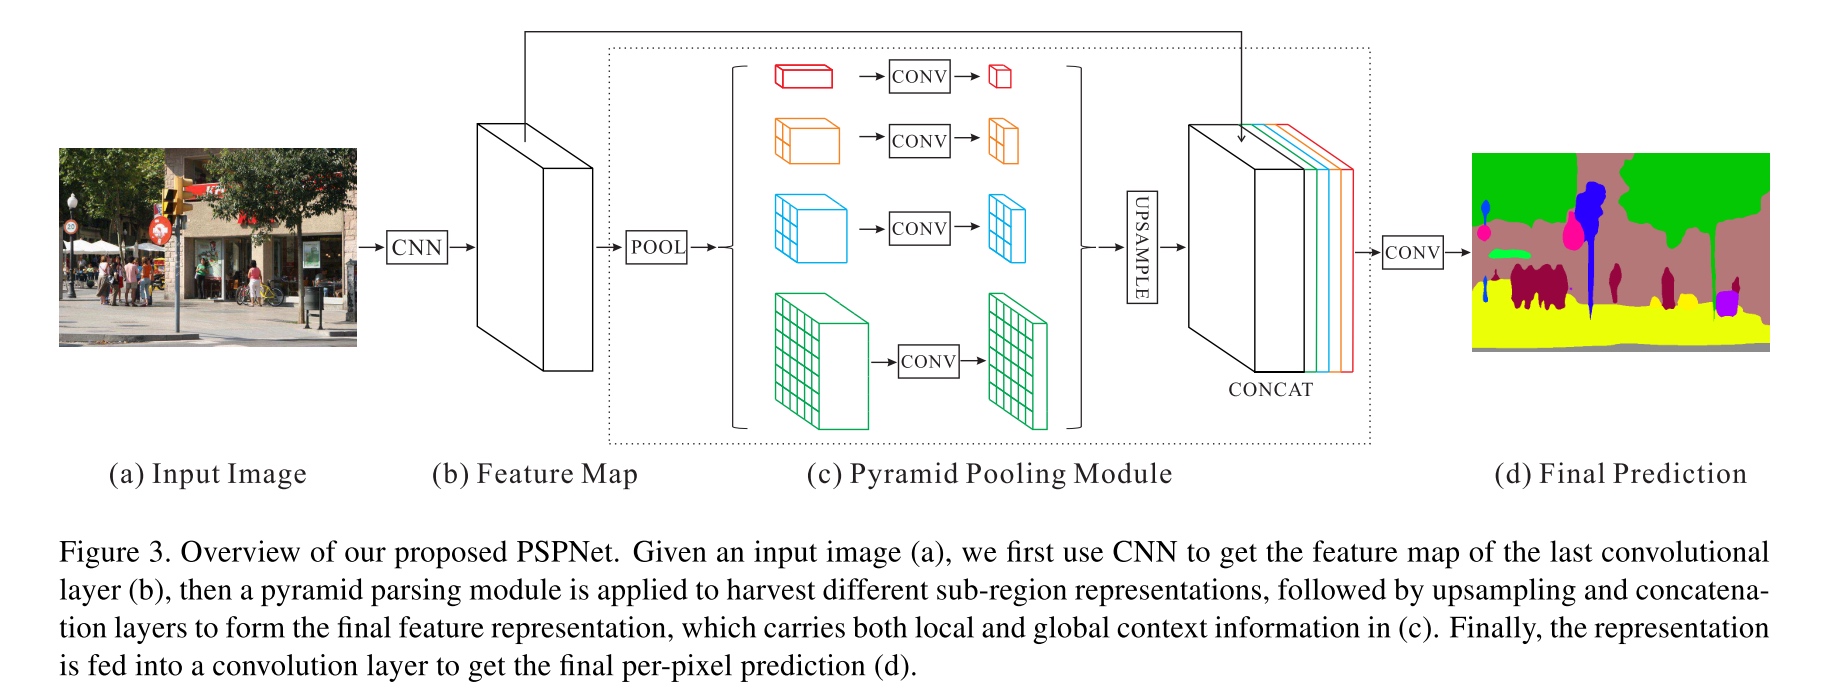 CONV
CONV
CNN
POOL
CONV
UPSAMPLE
CONV
CONV
CONCAT
(a) Input Image
(b) Feature Map
(c) Pyramid Pooling Module
(d) Final Prediction
Figure 3. Overview of our proposed PSPNet. Given an input image (a), we first use CNN to get the feature map of the last convolutional
layer (b), then a pyramid parsing module is applied to harvest different sub-region representations, followed by upsampling and concatena-
tion layers to form the final feature representation, which carries both local and global context information in (c). Finally, the representation
is fed into a convolution layer to get the final per-pixel prediction (d).